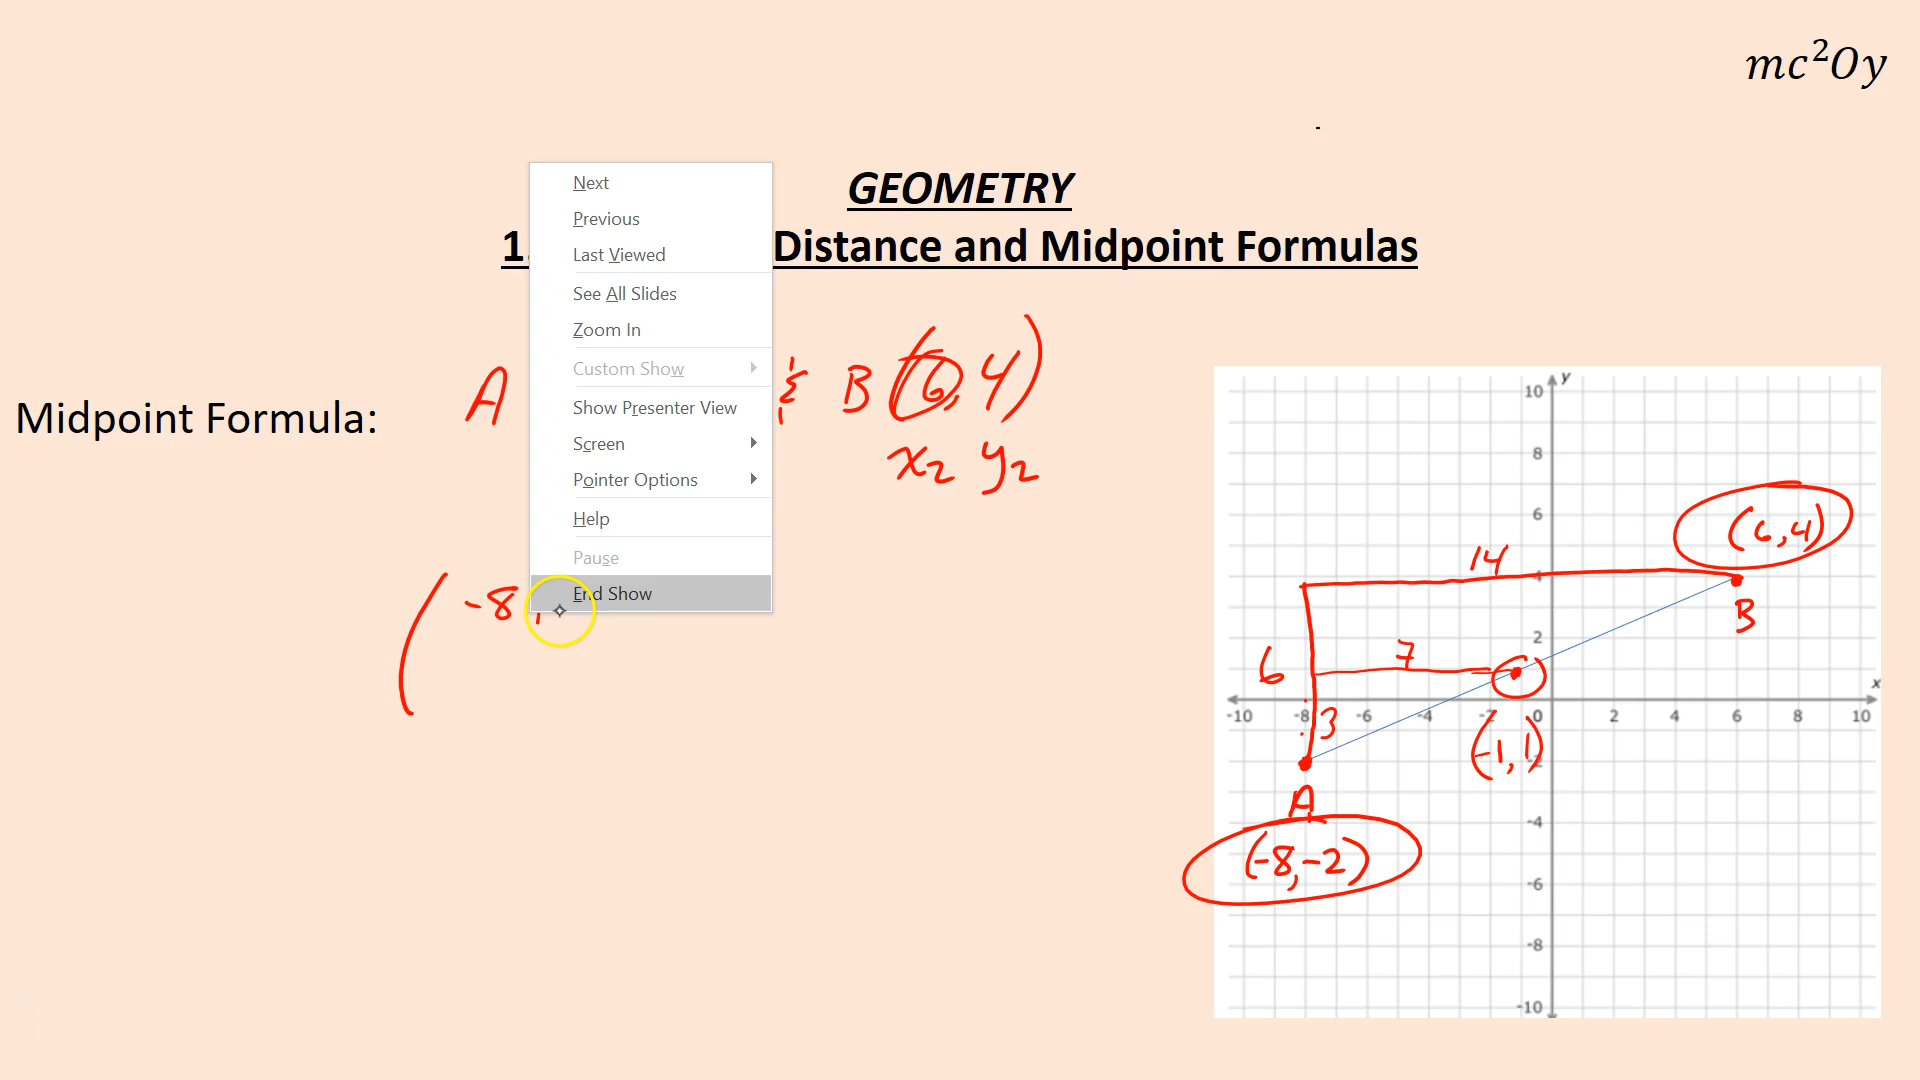 mc²Oy
GEOMETRY
1. Distance and Midpoint Formulas
Next
Previous
Last Viewed
See All Slides
Zoom In
Custom Show
Show Presenter View
Screen
Pointer Options
Help
Pause
End Show
Midpoint Formula:
A & B (6, 4)
x2 y2
(-8,
y
10
8
6
4
2
x
-10 -8 -6 -4 -2 0 2 4 6 8 10
-2
-4
-6
-8
-10
(6,4)
14
B
7
6
3
(-1,1)
A
(-8,-2)